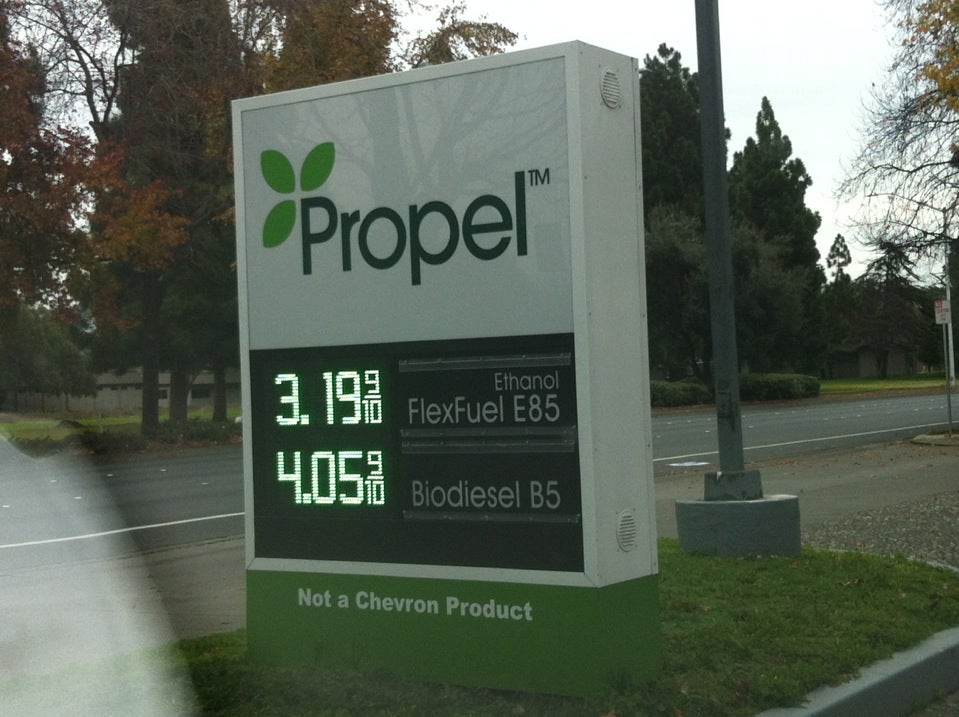 Propel™
3.19 9/10 Ethanol
FlexFuel E85
4.05 9/10 Biodiesel B5
Not a Chevron Product